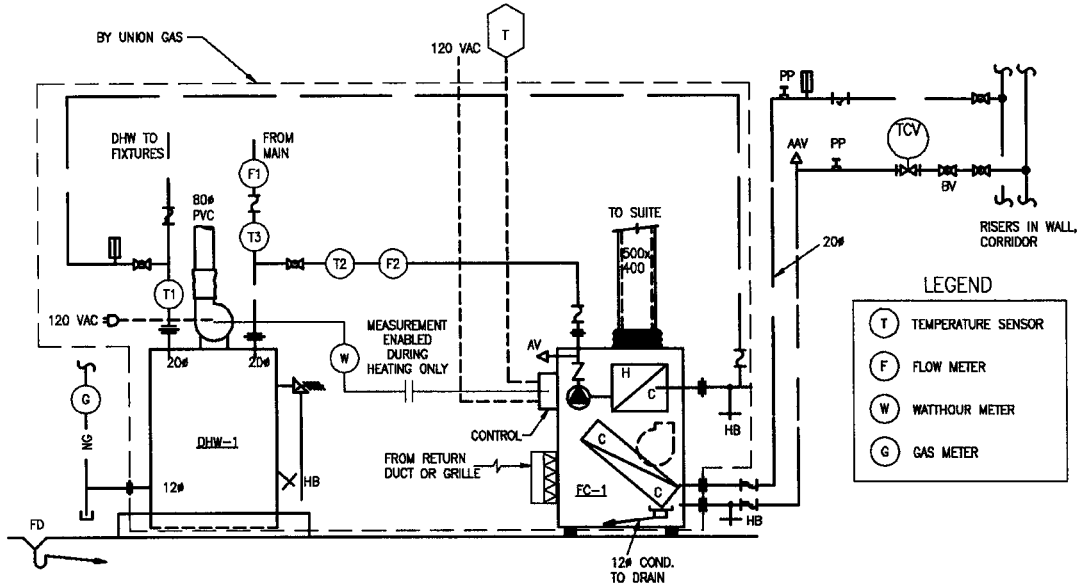 BY UNION GAS
T
120 VAC
PP
DHW TO
FIXTURES
FROM
MAIN
F1
TCV
AAV
PP
BV
80ø
PVC
T3
TO SUITE
500x
400
RISERS IN WALL,
CORRIDOR
20ø
T1
T2
F2
LEGEND
T TEMPERATURE SENSOR
F FLOW METER
W WATTHOUR METER
G GAS METER
120 VAC
MEASUREMENT
ENABLED
DURING
HEATING ONLY
AV
20ø
20ø
W
H
C
G
NG
DHW-1
CONTROL
HB
FROM RETURN
DUCT OR GRILLE
C
C
FC-1
HB
12ø
HB
FD
12ø COND.
TO DRAIN